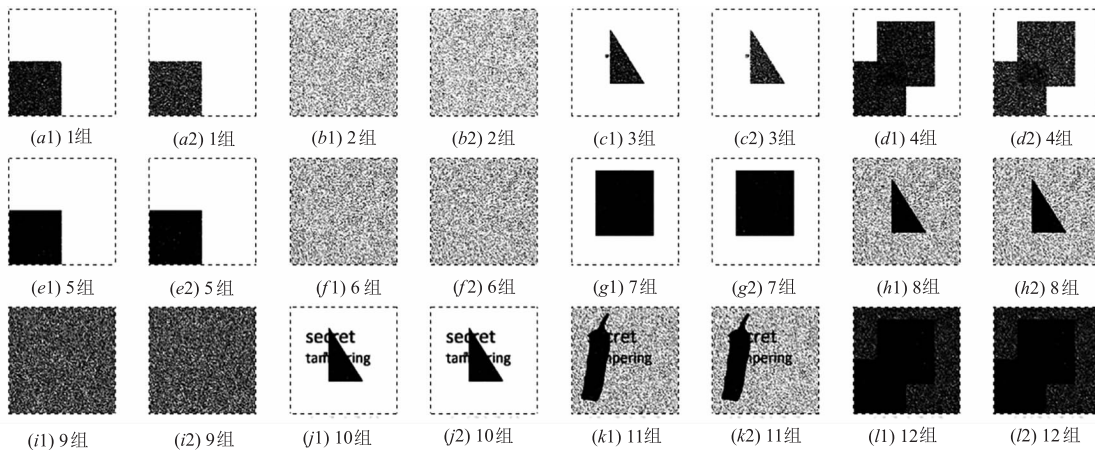 (a1) 1组 (a2) 1组 (b1) 2组 (b2) 2组 (c1) 3组 (c2) 3组 (d1) 4组 (d2) 4组
(e1) 5组 (e2) 5组 (f1) 6组 (f2) 6组 (g1) 7组 (g2) 7组 (h1) 8组 (h2) 8组
secret secret
(i1) 9组 (i2) 9组 (j1) 10组 (j2) 10组 (k1) 11组 (k2) 11组 (l1) 12组 (l2) 12组